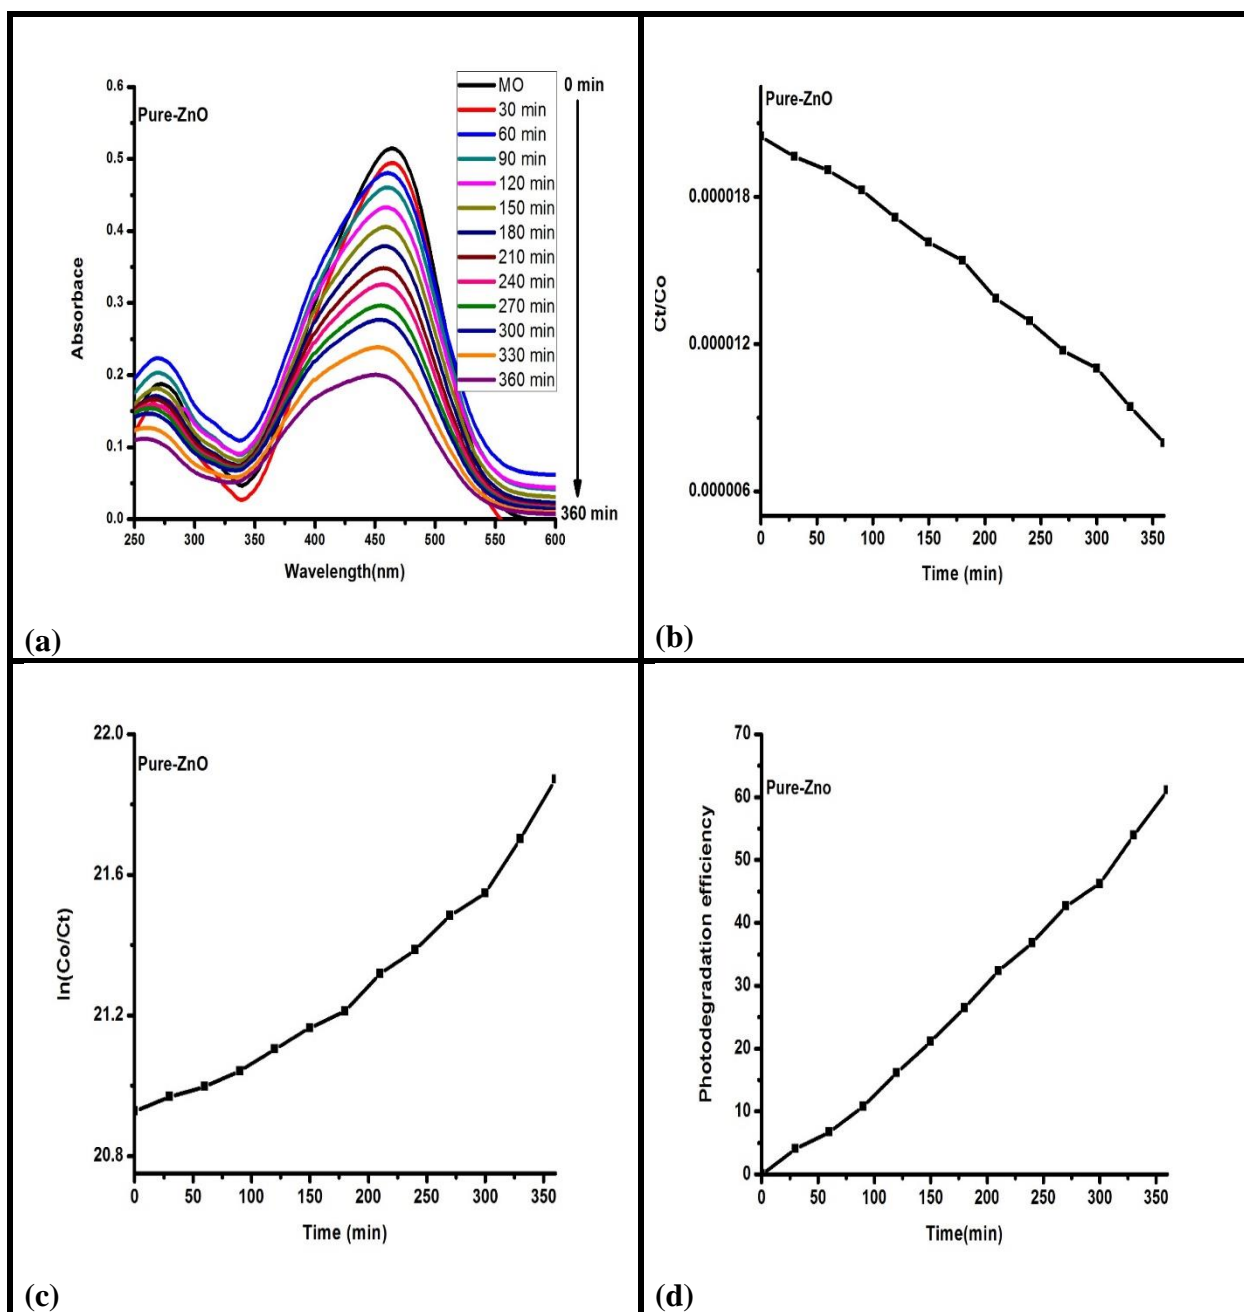 0.6
0.5
0.4
0.3
0.2
0.1
0.0
Absorbace
Pure-ZnO
MO
30 min
60 min
90 min
120 min
150 min
180 min
210 min
240 min
270 min
300 min
330 min
360 min
0 min
360 min
250 300 350 400 450 500 550 600
Wavelength(nm)
(a)
Pure-ZnO
0.000018
0.000012
0.000006
Ct/Co
0 50 100 150 200 250 300 350
Time (min)
(b)
22.0
21.6
21.2
20.8
ln(Co/Ct)
Pure-ZnO
0 50 100 150 200 250 300 350
Time (min)
(c)
70
60
50
40
30
20
10
0
Photodegradation efficiency
Pure-Zno
0 50 100 150 200 250 300 350
Time(min)
(d)